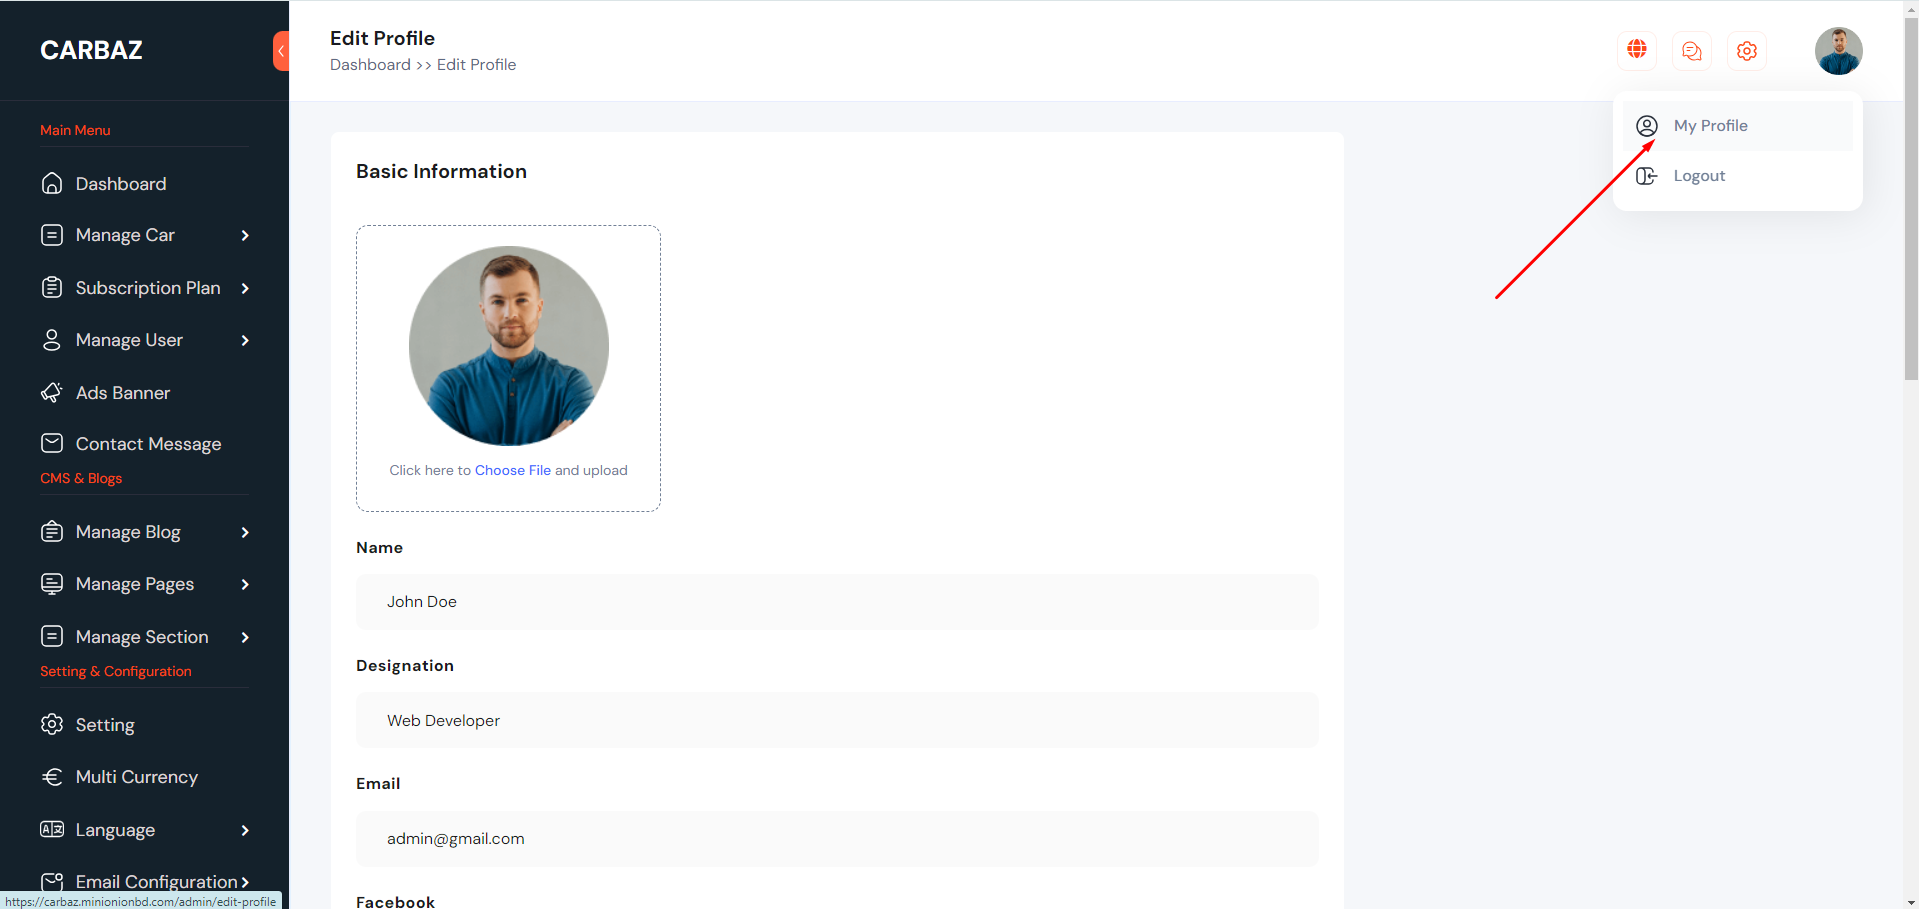 CARBAZ
Main Menu
Dashboard
Manage Car
Subscription Plan
Manage User
Ads Banner
Contact Message
CMS & Blogs
Manage Blog
Manage Pages
Manage Section
Setting & Configuration
Setting
Multi Currency
Language
Email Configuration
https://carbaz.minionionbd.com/admin/edit-profile
Edit Profile
Dashboard >> Edit Profile
My Profile
Logout
Basic Information
Click here to Choose File and upload
Name
John Doe
Designation
Web Developer
Email
admin@gmail.com
Facebook